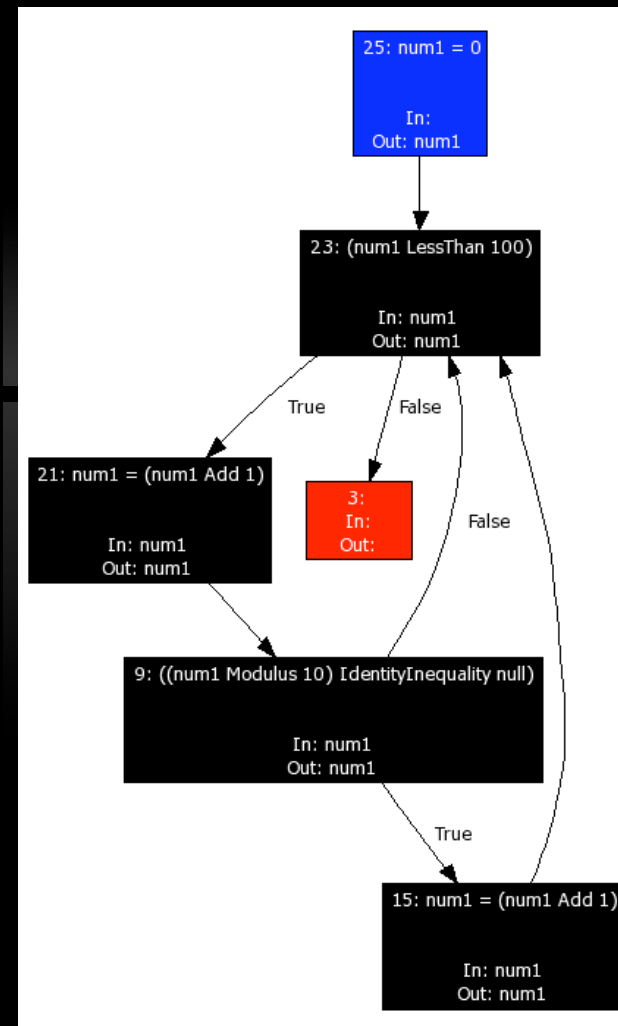 25: num1 = 0
In:
Out: num1
23: (num1 LessThan 100)
In: num1
Out: num1
True
False
21: num1 = (num1 Add 1)
In: num1
Out: num1
3:
In:
Out:
False
9: ((num1 Modulus 10) IdentityInequality null)
In: num1
Out: num1
True
15: num1 = (num1 Add 1)
In: num1
Out: num1